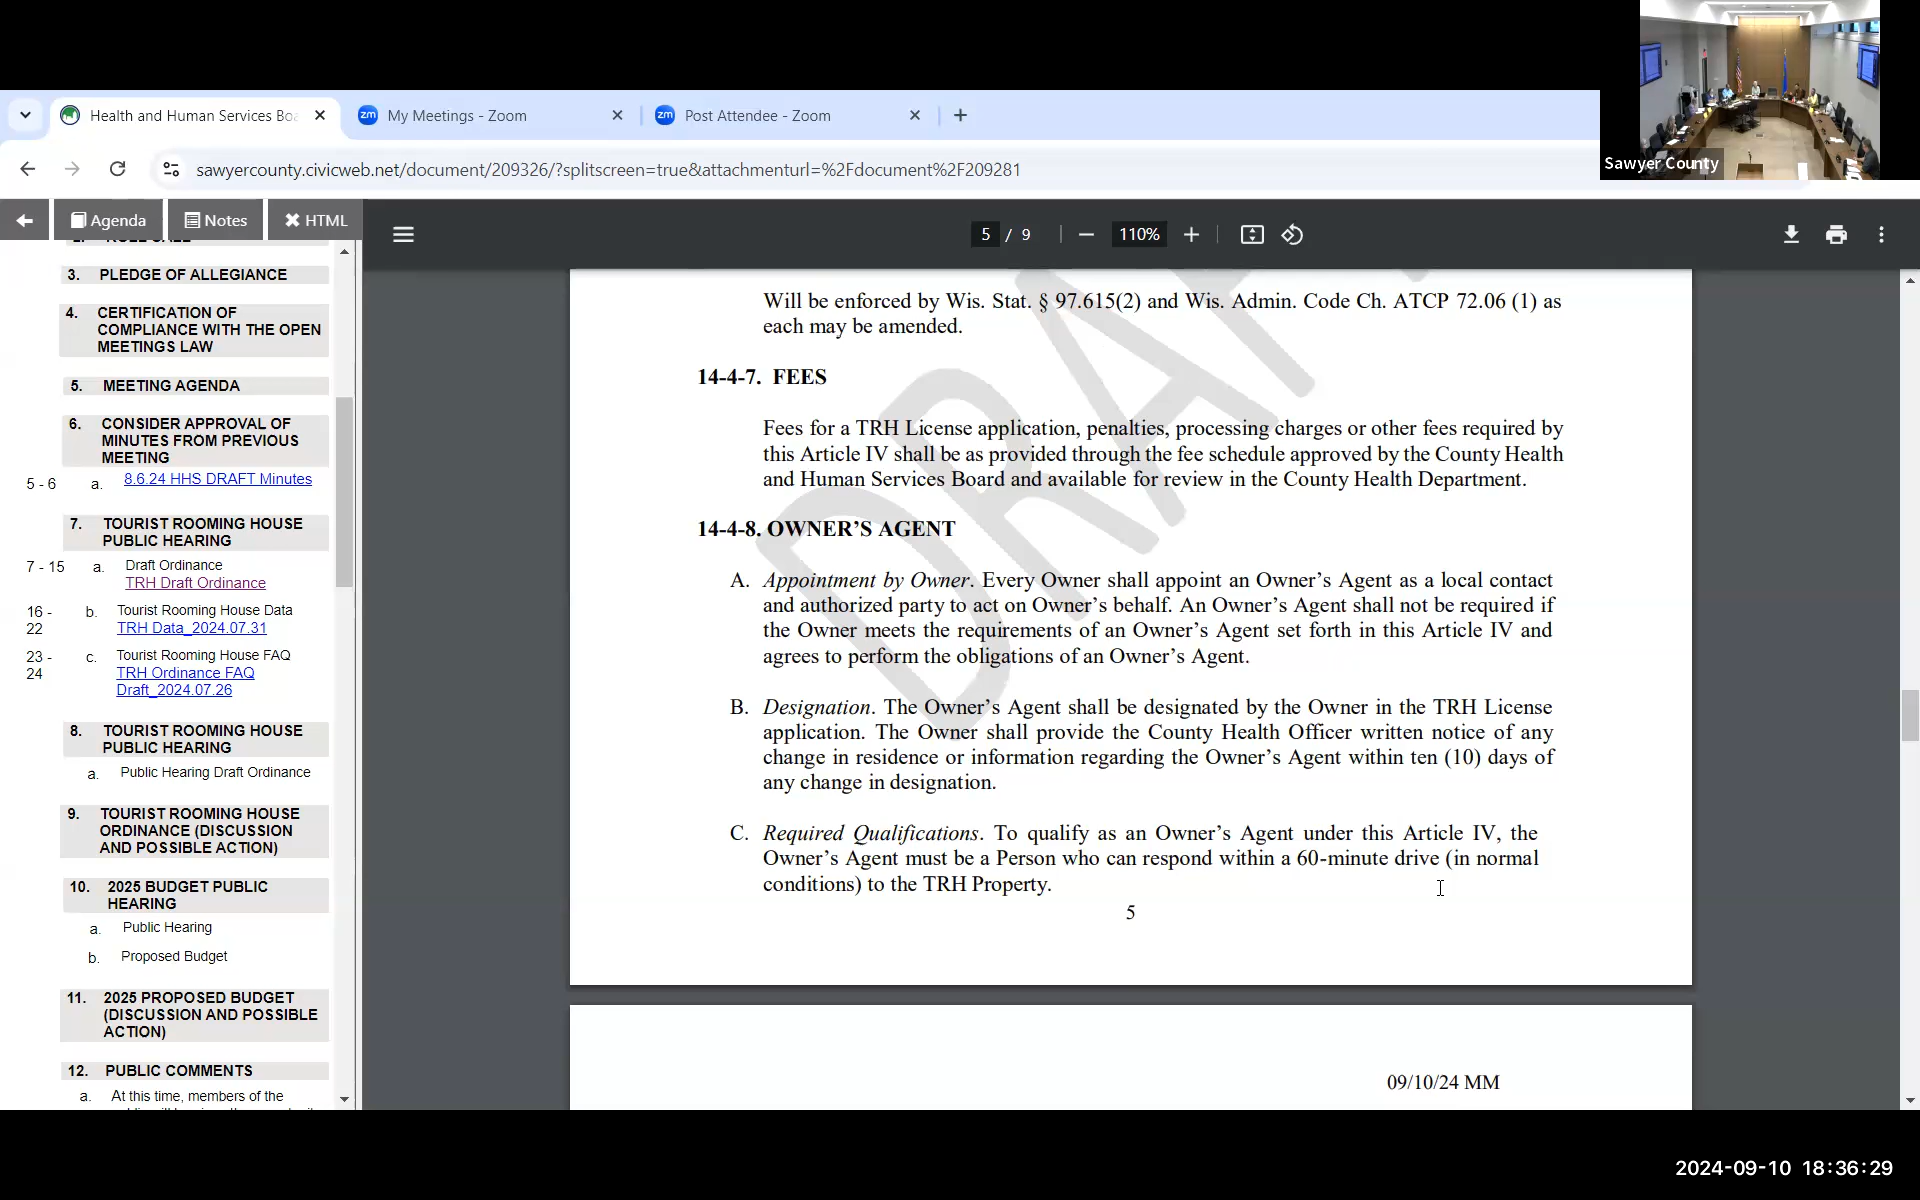 Sawyer County
Health and Human Services Boa
My Meetings - Zoom
Post Attendee - Zoom
sawyercounty.civicweb.net/document/209326/?splitscreen=true&attachmenturl=%2Fdocument%2F209281
Agenda
Notes
HTML
5 / 9
110%
3. PLEDGE OF ALLEGIANCE
4. CERTIFICATION OF
COMPLIANCE WITH THE OPEN
MEETINGS LAW
5. MEETING AGENDA
6. CONSIDER APPROVAL OF
MINUTES FROM PREVIOUS
MEETING
5 - 6 a. 8.6.24 HHS DRAFT Minutes
7. TOURIST ROOMING HOUSE
PUBLIC HEARING
7 - 15 a. Draft Ordinance
TRH Draft Ordinance
16 - 22 b. Tourist Rooming House Data
TRH Data_2024.07.31
23 - 24 c. Tourist Rooming House FAQ
TRH Ordinance FAQ
Draft_2024.07.26
8. TOURIST ROOMING HOUSE
PUBLIC HEARING
a. Public Hearing Draft Ordinance
9. TOURIST ROOMING HOUSE
ORDINANCE (DISCUSSION
AND POSSIBLE ACTION)
10. 2025 BUDGET PUBLIC
HEARING
a. Public Hearing
b. Proposed Budget
11. 2025 PROPOSED BUDGET
(DISCUSSION AND POSSIBLE
ACTION)
12. PUBLIC COMMENTS
a. At this time, members of the
DRAFT
Will be enforced by Wis. Stat. § 97.615(2) and Wis. Admin. Code Ch. ATCP 72.06 (1) as
each may be amended.
14-4-7. FEES
Fees for a TRH License application, penalties, processing charges or other fees required by
this Article IV shall be as provided through the fee schedule approved by the County Health
and Human Services Board and available for review in the County Health Department.
14-4-8. OWNER’S AGENT
A. Appointment by Owner. Every Owner shall appoint an Owner’s Agent as a local contact
and authorized party to act on Owner’s behalf. An Owner’s Agent shall not be required if
the Owner meets the requirements of an Owner’s Agent set forth in this Article IV and
agrees to perform the obligations of an Owner’s Agent.
B. Designation. The Owner’s Agent shall be designated by the Owner in the TRH License
application. The Owner shall provide the County Health Officer written notice of any
change in residence or information regarding the Owner’s Agent within ten (10) days of
any change in designation.
C. Required Qualifications. To qualify as an Owner’s Agent under this Article IV, the
Owner’s Agent must be a Person who can respond within a 60-minute drive (in normal
conditions) to the TRH Property.
5
09/10/24 MM
2024-09-10 18:36:29